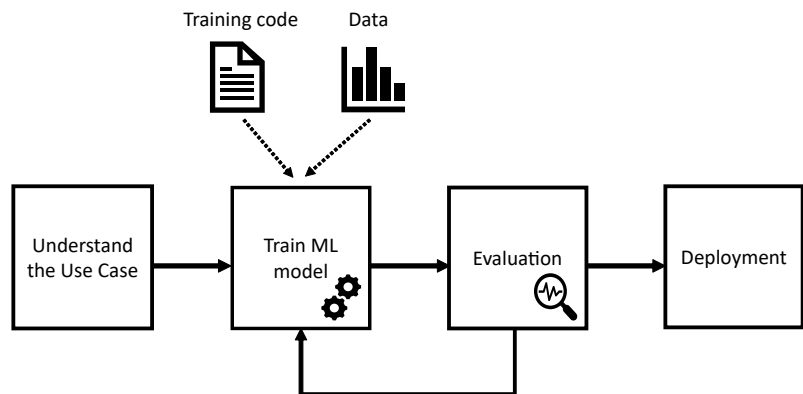 Training code
Data
Understand
the Use Case
Train ML
model
Evaluation
Deployment